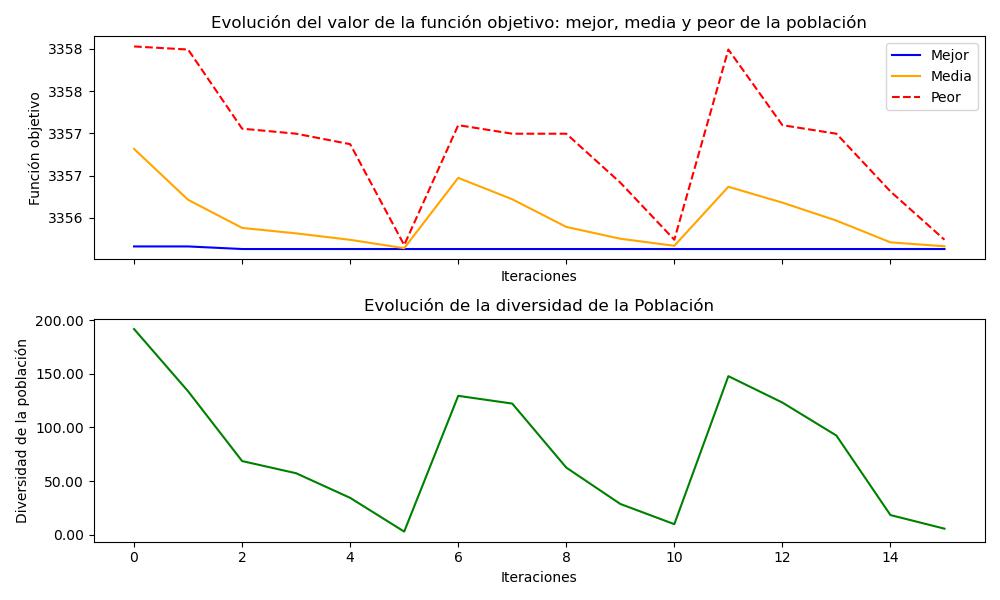 Evolución del valor de la función objetivo: mejor, media y peor de la población
3358
3358
3357
3357
3356
Función objetivo
Mejor
Media
Peor
Iteraciones
Evolución de la diversidad de la Población
200.00
150.00
100.00
50.00
0.00
Diversidad de la población
0 2 4 6 8 10 12 14
Iteraciones